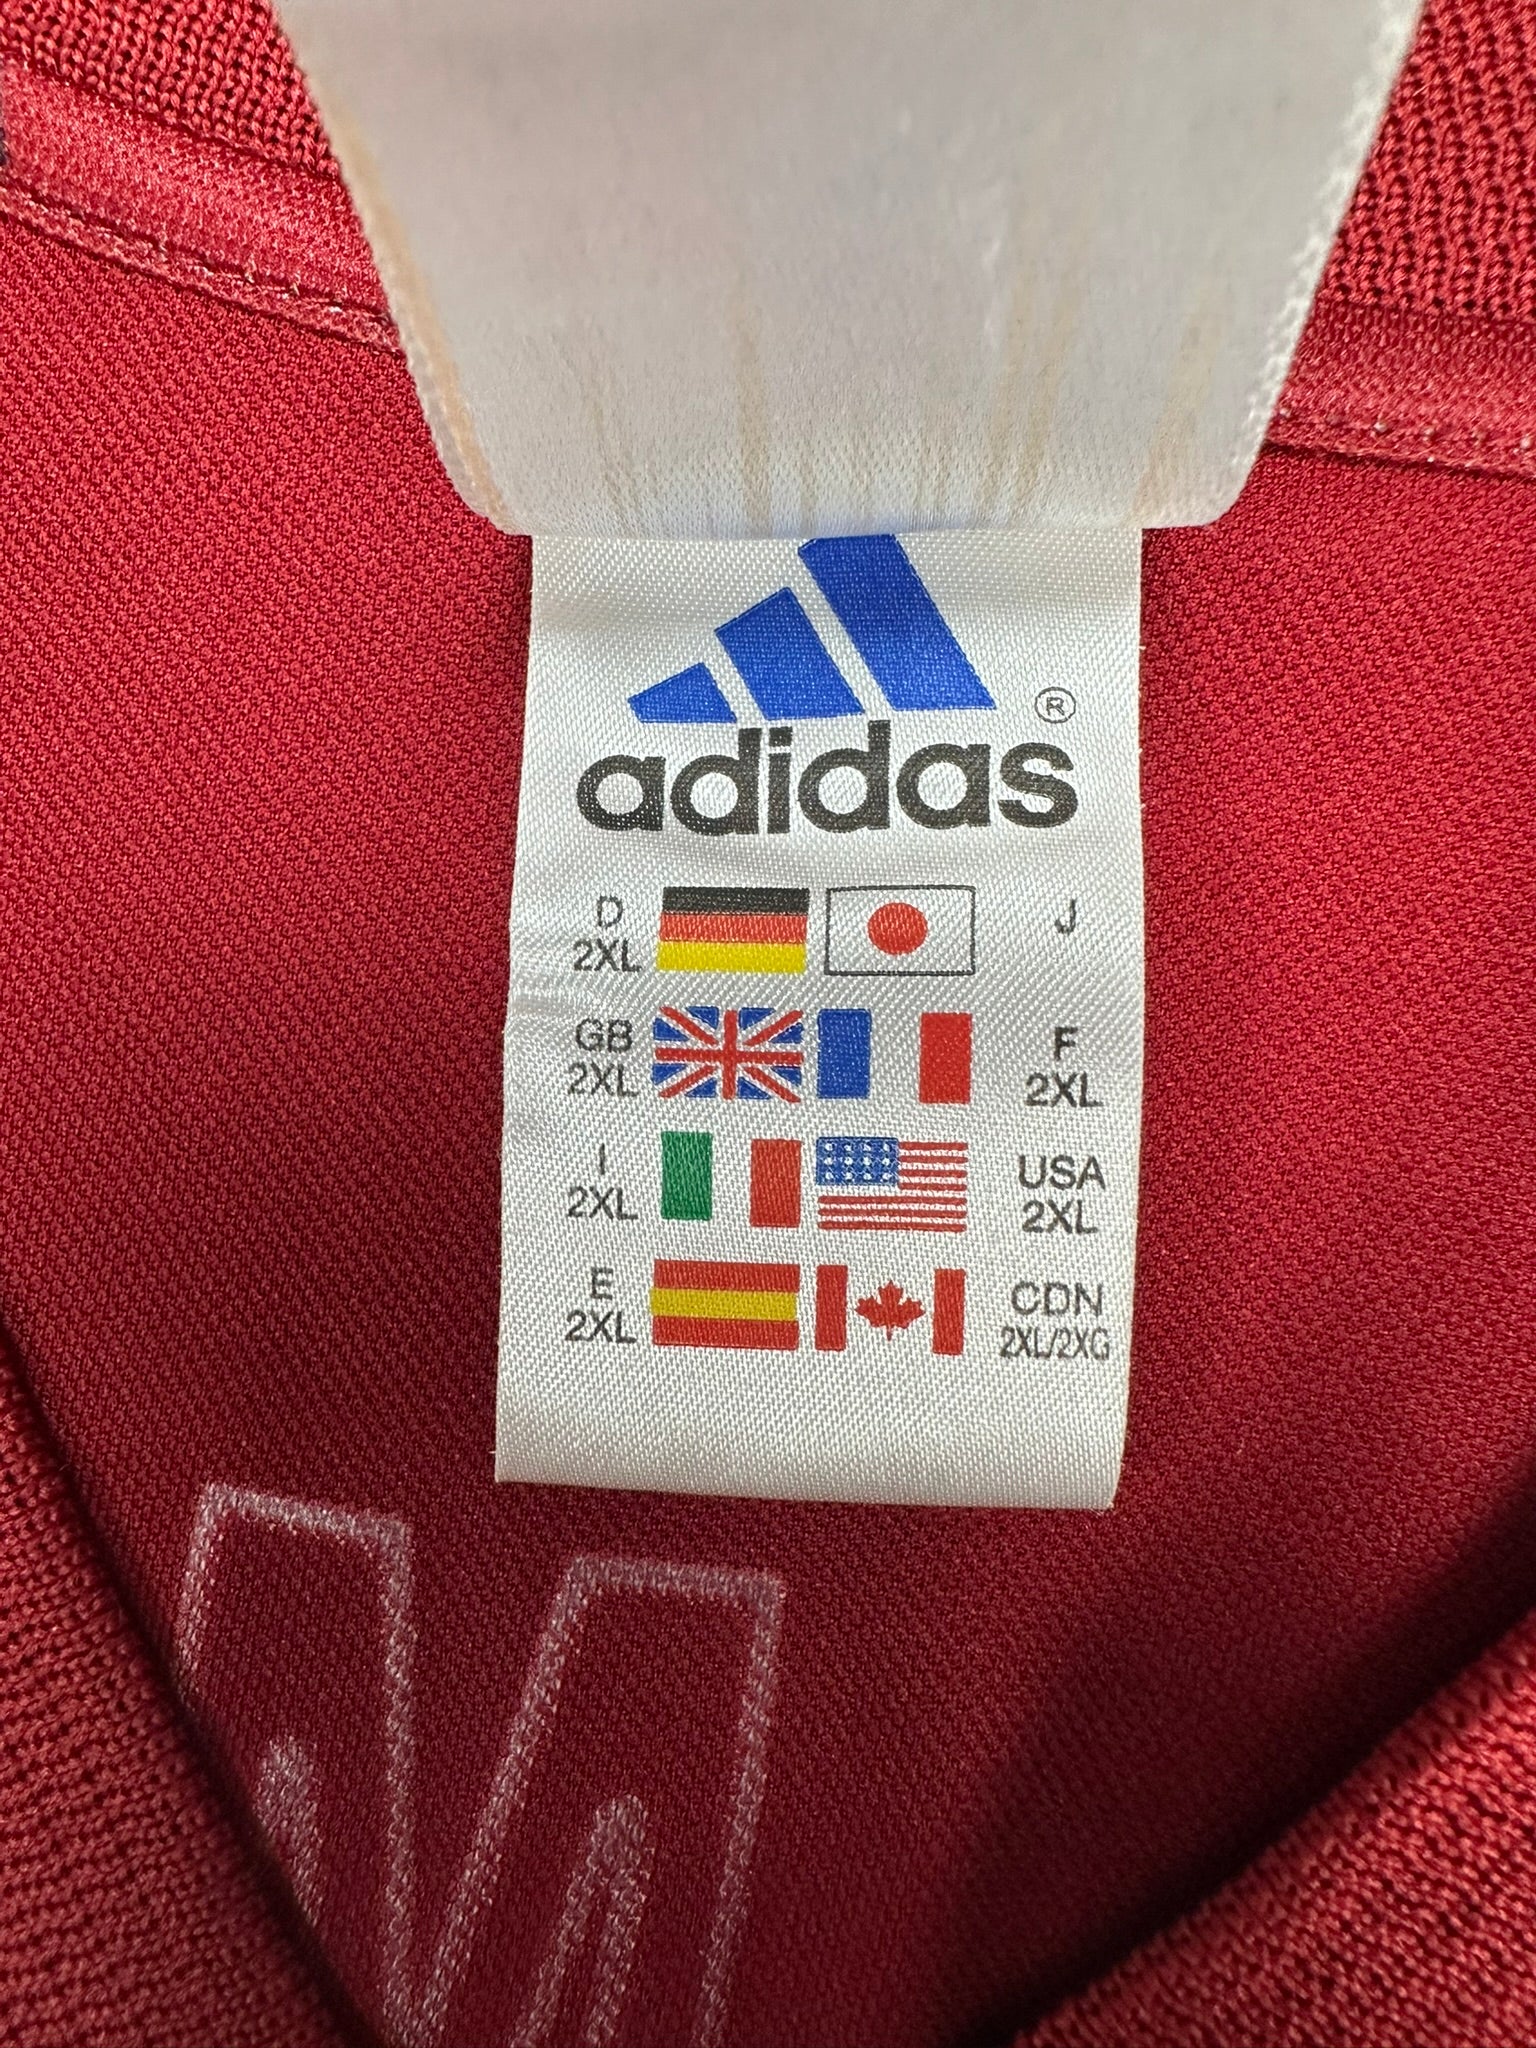 ®
adidas
D J
2XL
GB F
2XL 2XL
I USA
2XL 2XL
E CDN
2XL 2XL/2XG